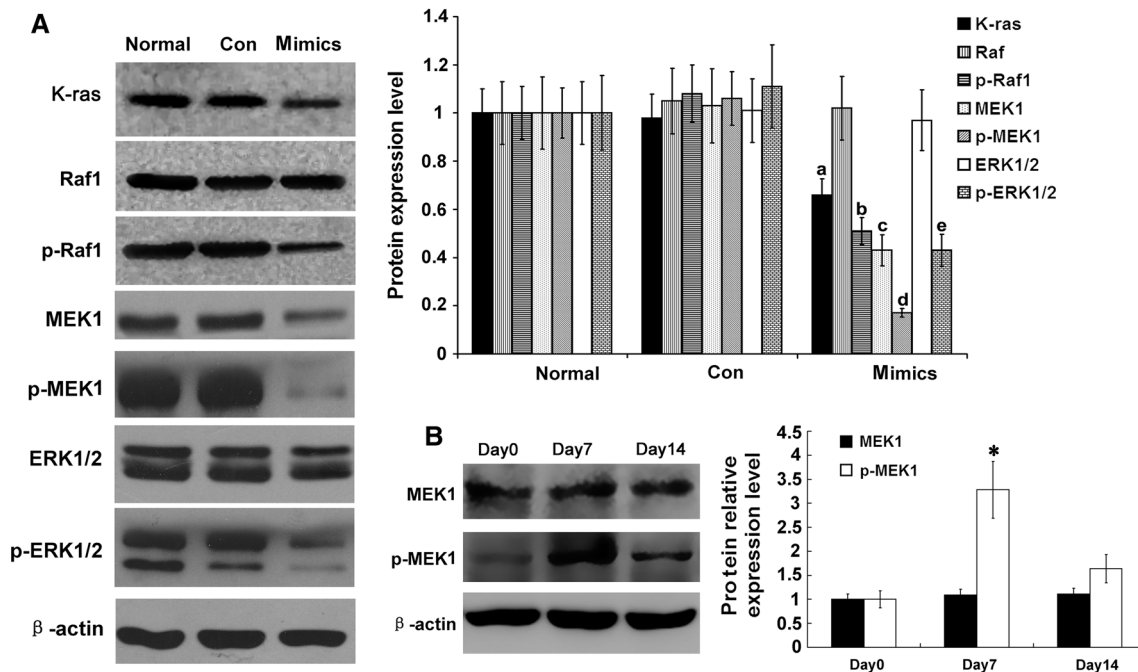 A
Normal Con Mimics
K-ras
Raf1
p-Raf1
MEK1
p-MEK1
ERK1/2
p-ERK1/2
β-actin
Protein expression level
1.4
1.2
1
0.8
0.6
0.4
0.2
0
a
b
c
d
e
Normal Con Mimics
K-ras
Raf
p-Raf1
MEK1
p-MEK1
ERK1/2
p-ERK1/2
B
Day0 Day7 Day14
MEK1
p-MEK1
β-actin
Protein relative
expression level
4.5
4
3.5
3
2.5
2
1.5
1
0.5
0
MEK1
p-MEK1
*
Day0 Day7 Day14